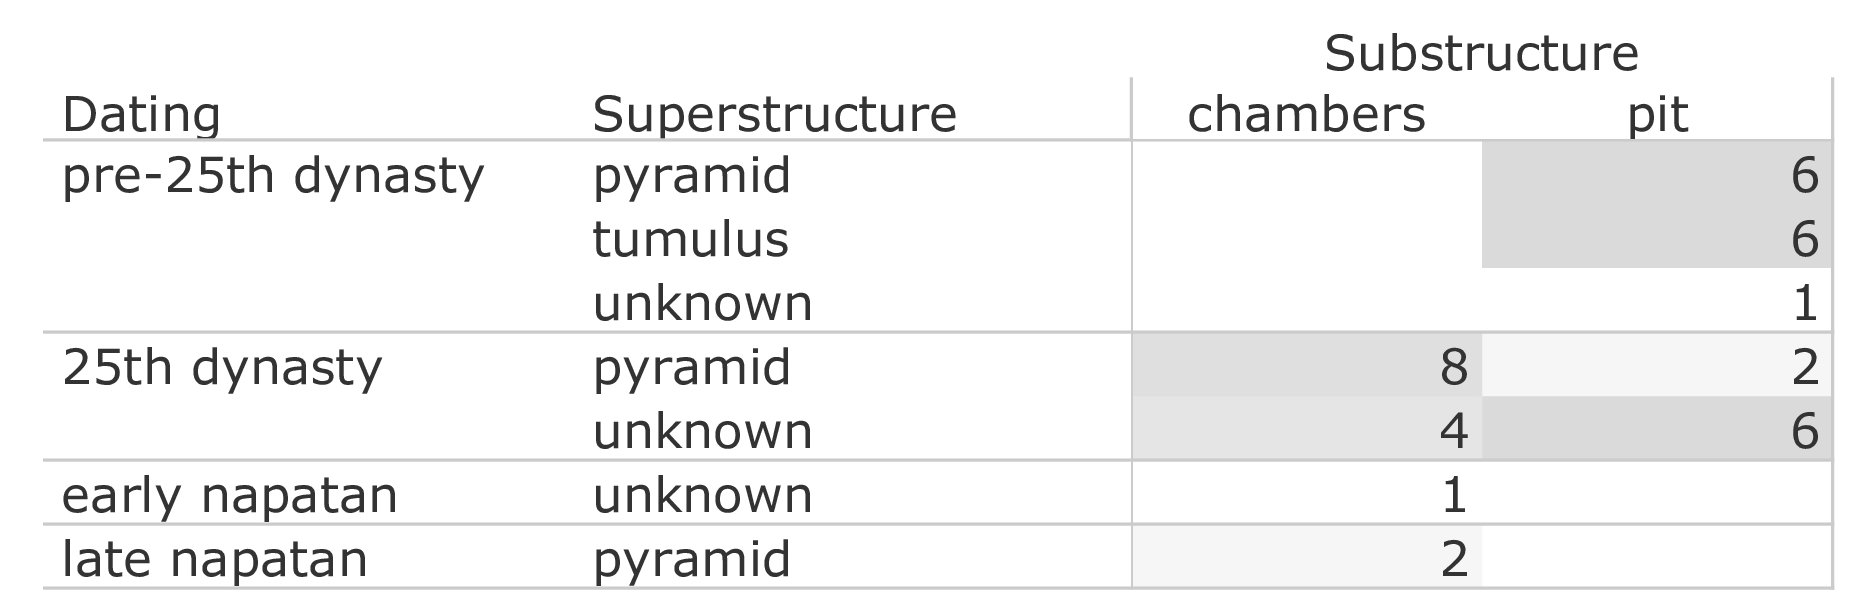 Substructure
Dating Superstructure chambers pit
pre-25th dynasty pyramid 6
tumulus 6
unknown 1
25th dynasty pyramid 8 2
unknown 4 6
early napatan unknown 1
late napatan pyramid 2